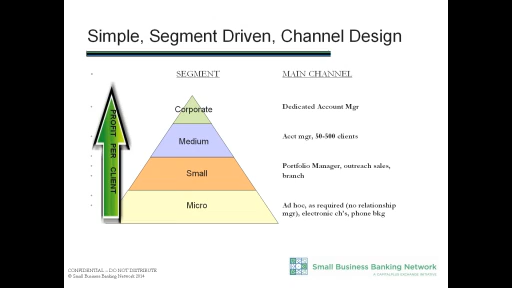 Simple, Segment Driven, Channel Design
SEGMENT
MAIN CHANNEL
PROFIT PER CLIENT
Corporate
Dedicated Account Mgr
Medium
Acct mgr, 50-500 clients
Small
Portfolio Manager, outreach sales,
branch
Micro
Ad hoc, as required (no relationship
mgr), electronic ch's, phone bkg
CONFIDENTIAL – DO NOT DISTRIBUTE
© Small Business Banking Network 2014
Small Business Banking Network